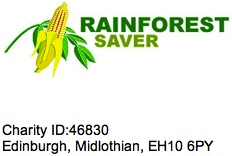 RAINFOREST
SAVER
Charity ID:46830
Edinburgh, Midlothian, EH10 6PY